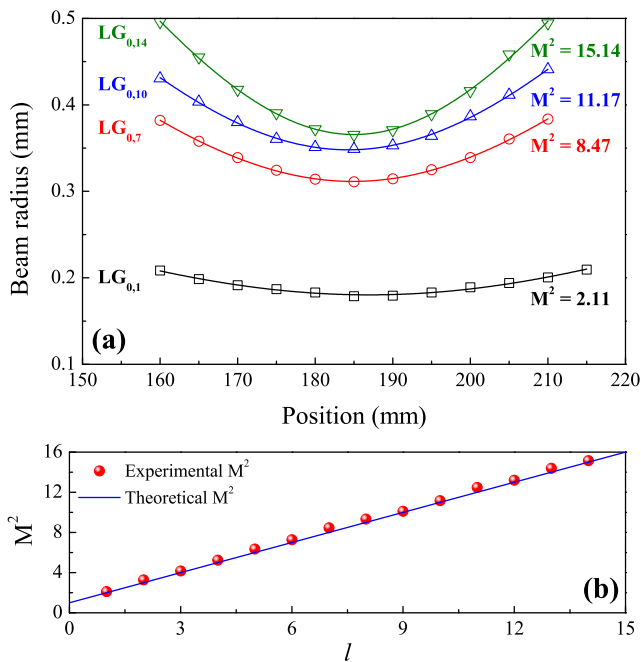 0.5
0.4
0.3
0.2
0.1
Beam radius (mm)
LG0,14
M2 = 15.14
LG0,10
M2 = 11.17
LG0,7
M2 = 8.47
LG0,1
M2 = 2.11
(a)
150 160 170 180 190 200 210 220
Position (mm)
16
12
8
4
0
M2
Experimental M2
Theoretical M2
(b)
0 3 6 9 12 15
l